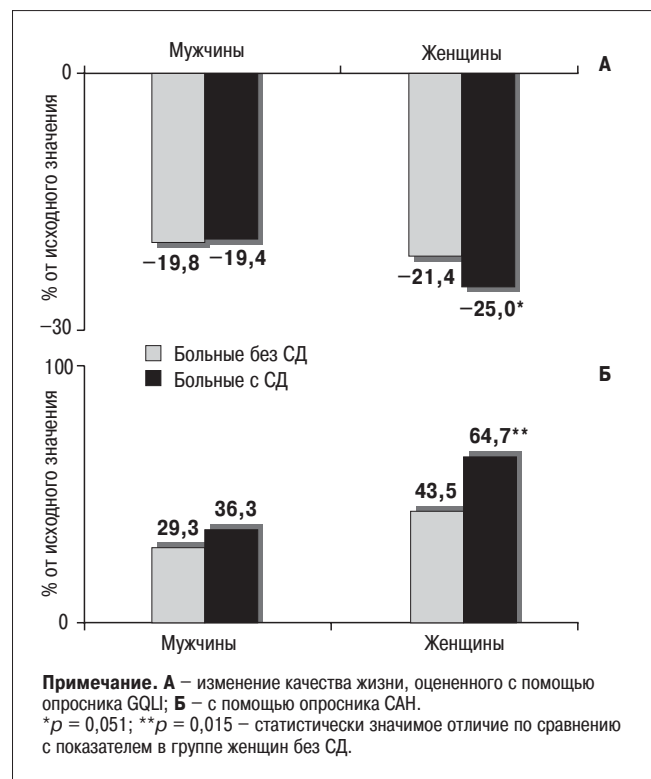 Мужчины Женщины
0 А
% от исходного значения
−19,8 −19,4 −21,4
−25,0*
−30
Больные без СД
Больные с СД
100 Б
% от исходного значения
64,7**
43,5
36,3
29,3
0
Мужчины Женщины
Примечание. А – изменение качества жизни, оцененного с помощью
опросника GQLI; Б – с помощью опросника САН.
*p = 0,051; **p = 0,015 – статистически значимое отличие по сравнению
с показателем в группе женщин без СД.